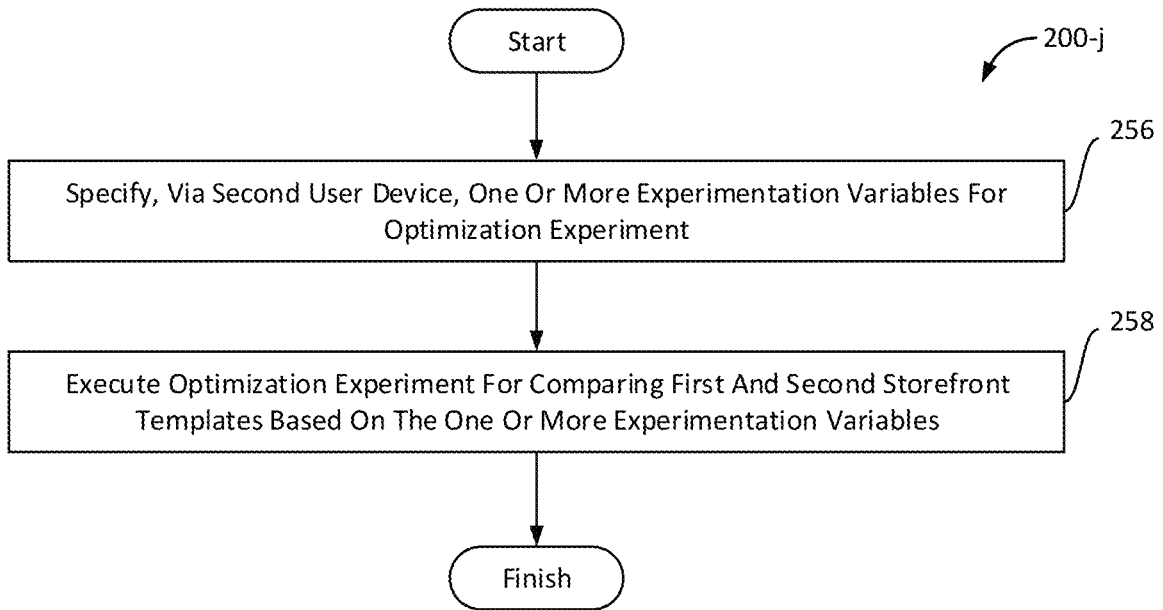 Start
200-j
256
Specify, Via Second User Device, One Or More Experimentation Variables For
Optimization Experiment
258
Execute Optimization Experiment For Comparing First And Second Storefront
Templates Based On The One Or More Experimentation Variables
Finish